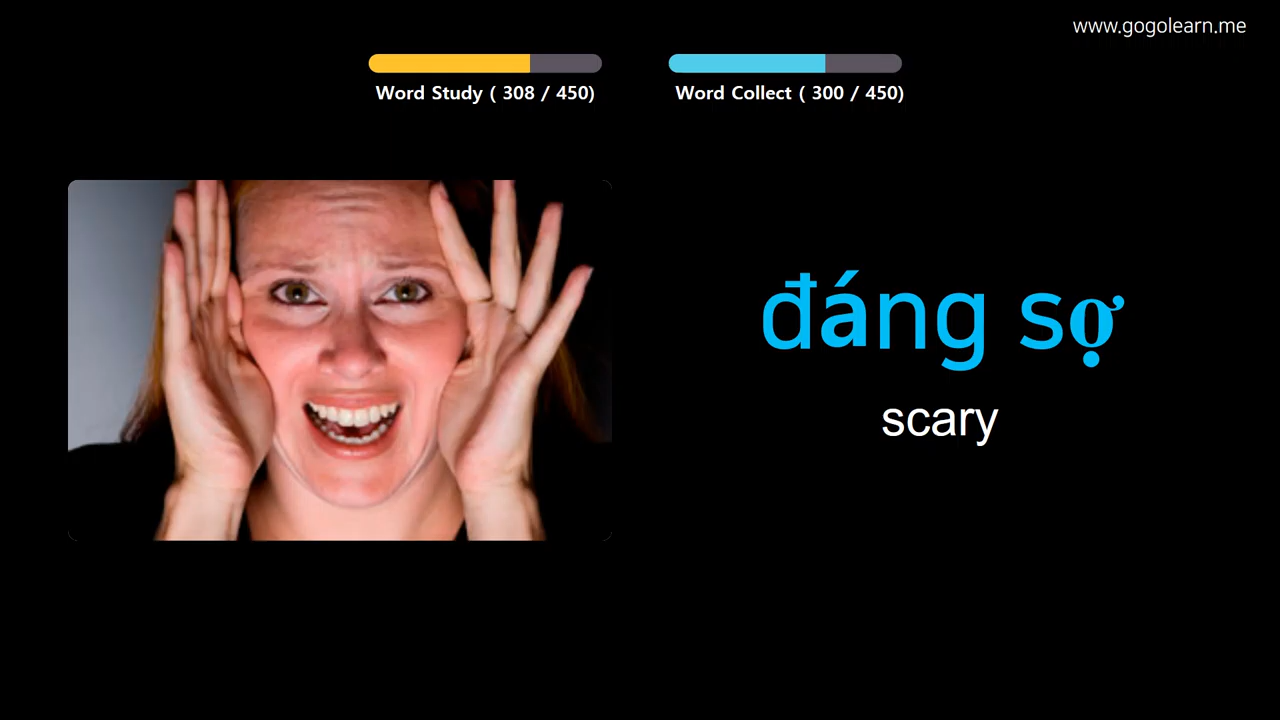 www.gogolearn.me
Word Study ( 308 / 450)
Word Collect ( 300 / 450)
đáng sợ
scary